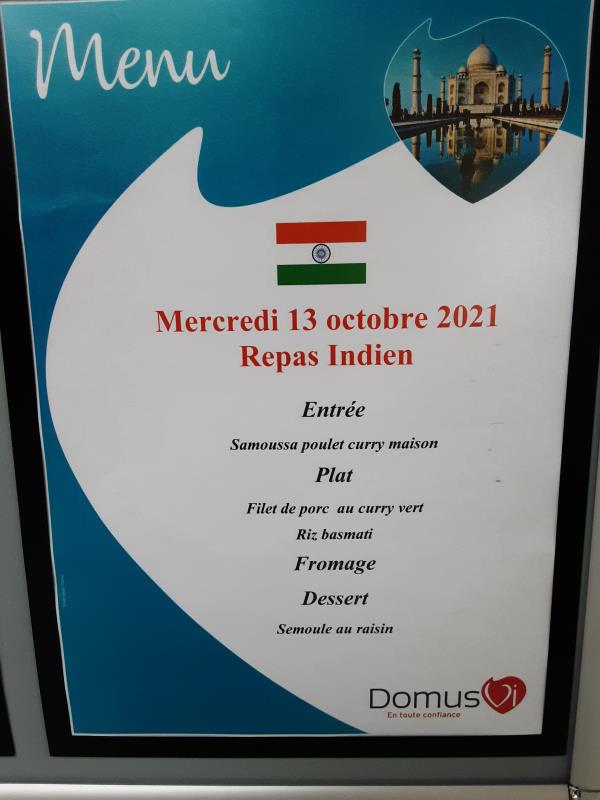 Menu
Mercredi 13 octobre 2021
Repas Indien
Entrée
Samoussa poulet curry maison
Plat
Filet de porc au curry vert
Riz basmati
Fromage
Dessert
Semoule au raisin
DomusVi
En toute confiance